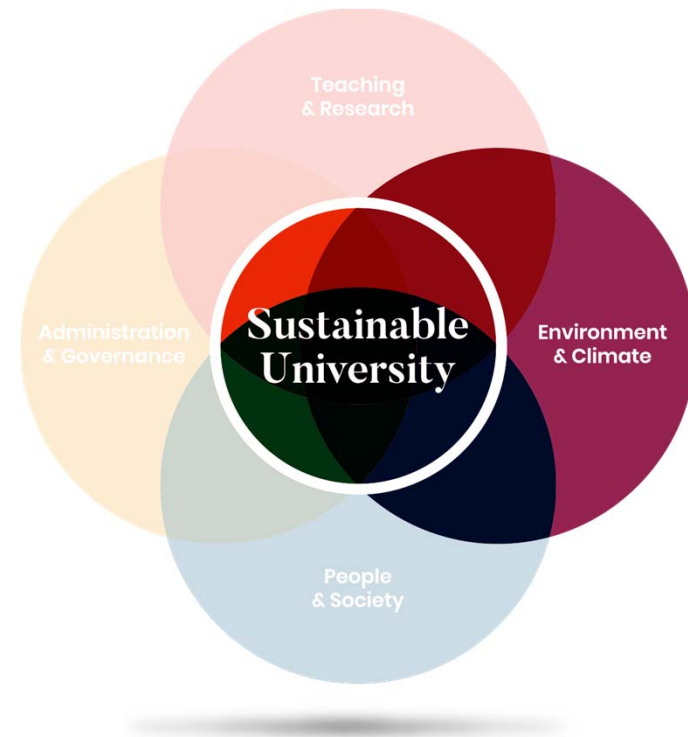 Teaching
& Research
Administration
& Governance
Sustainable
University
Environment
& Climate
People
& Society